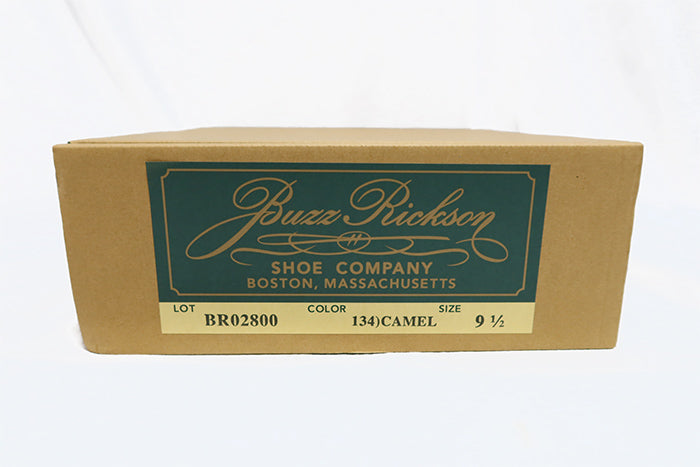 Buzz Rickson
H
SHOE COMPANY
BOSTON, MASSACHUSETTS
LOT COLOR SIZE
BR02800 134)CAMEL 9 ½